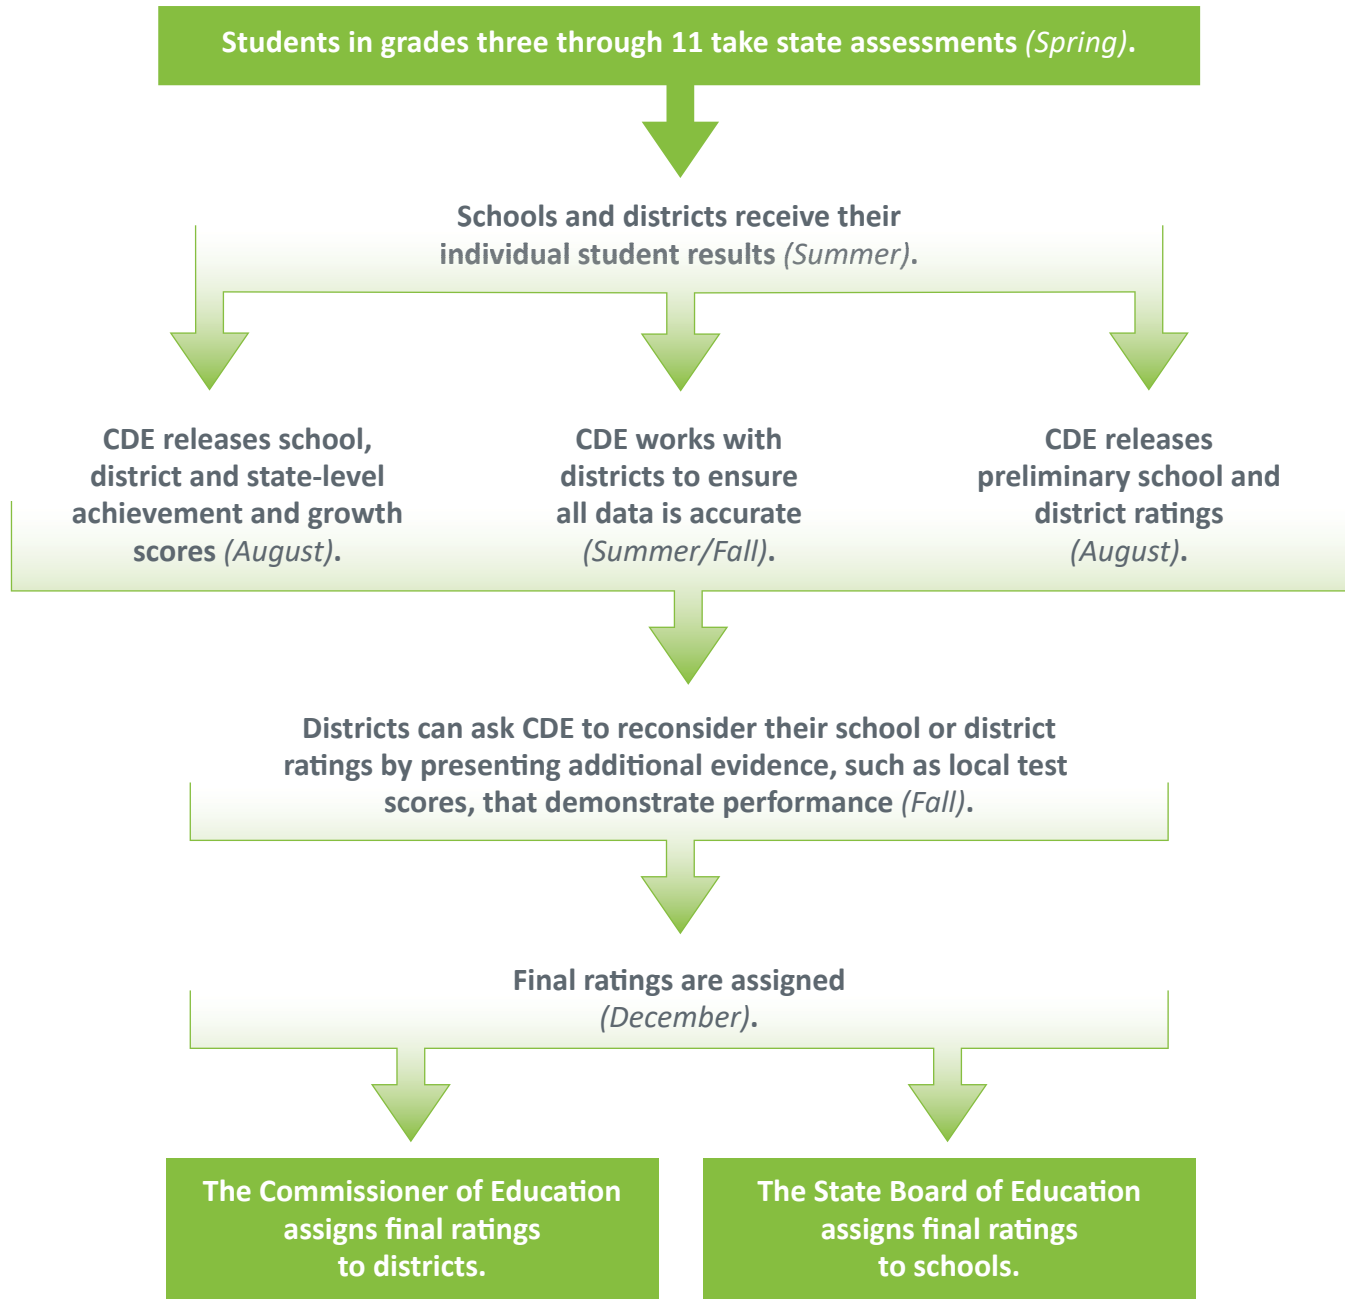 Students in grades three through 11 take state assessments (Spring).
Schools and districts receive their
individual student results (Summer).
CDE releases school,
district and state-level
achievement and growth
scores (August).
CDE works with
districts to ensure
all data is accurate
(Summer/Fall).
CDE releases
preliminary school and
district ratings
(August).
Districts can ask CDE to reconsider their school or district
ratings by presenting additional evidence, such as local test
scores, that demonstrate performance (Fall).
Final ratings are assigned
(December).
The Commissioner of Education
assigns final ratings
to districts.
The State Board of Education
assigns final ratings
to schools.